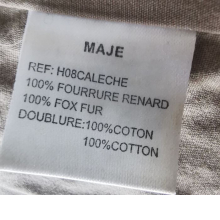 MAJE
REF: H08CALECHE
100% FOURRURE RENARD
100% FOX FUR
DOUBLURE:100%COTON
100%COTTON